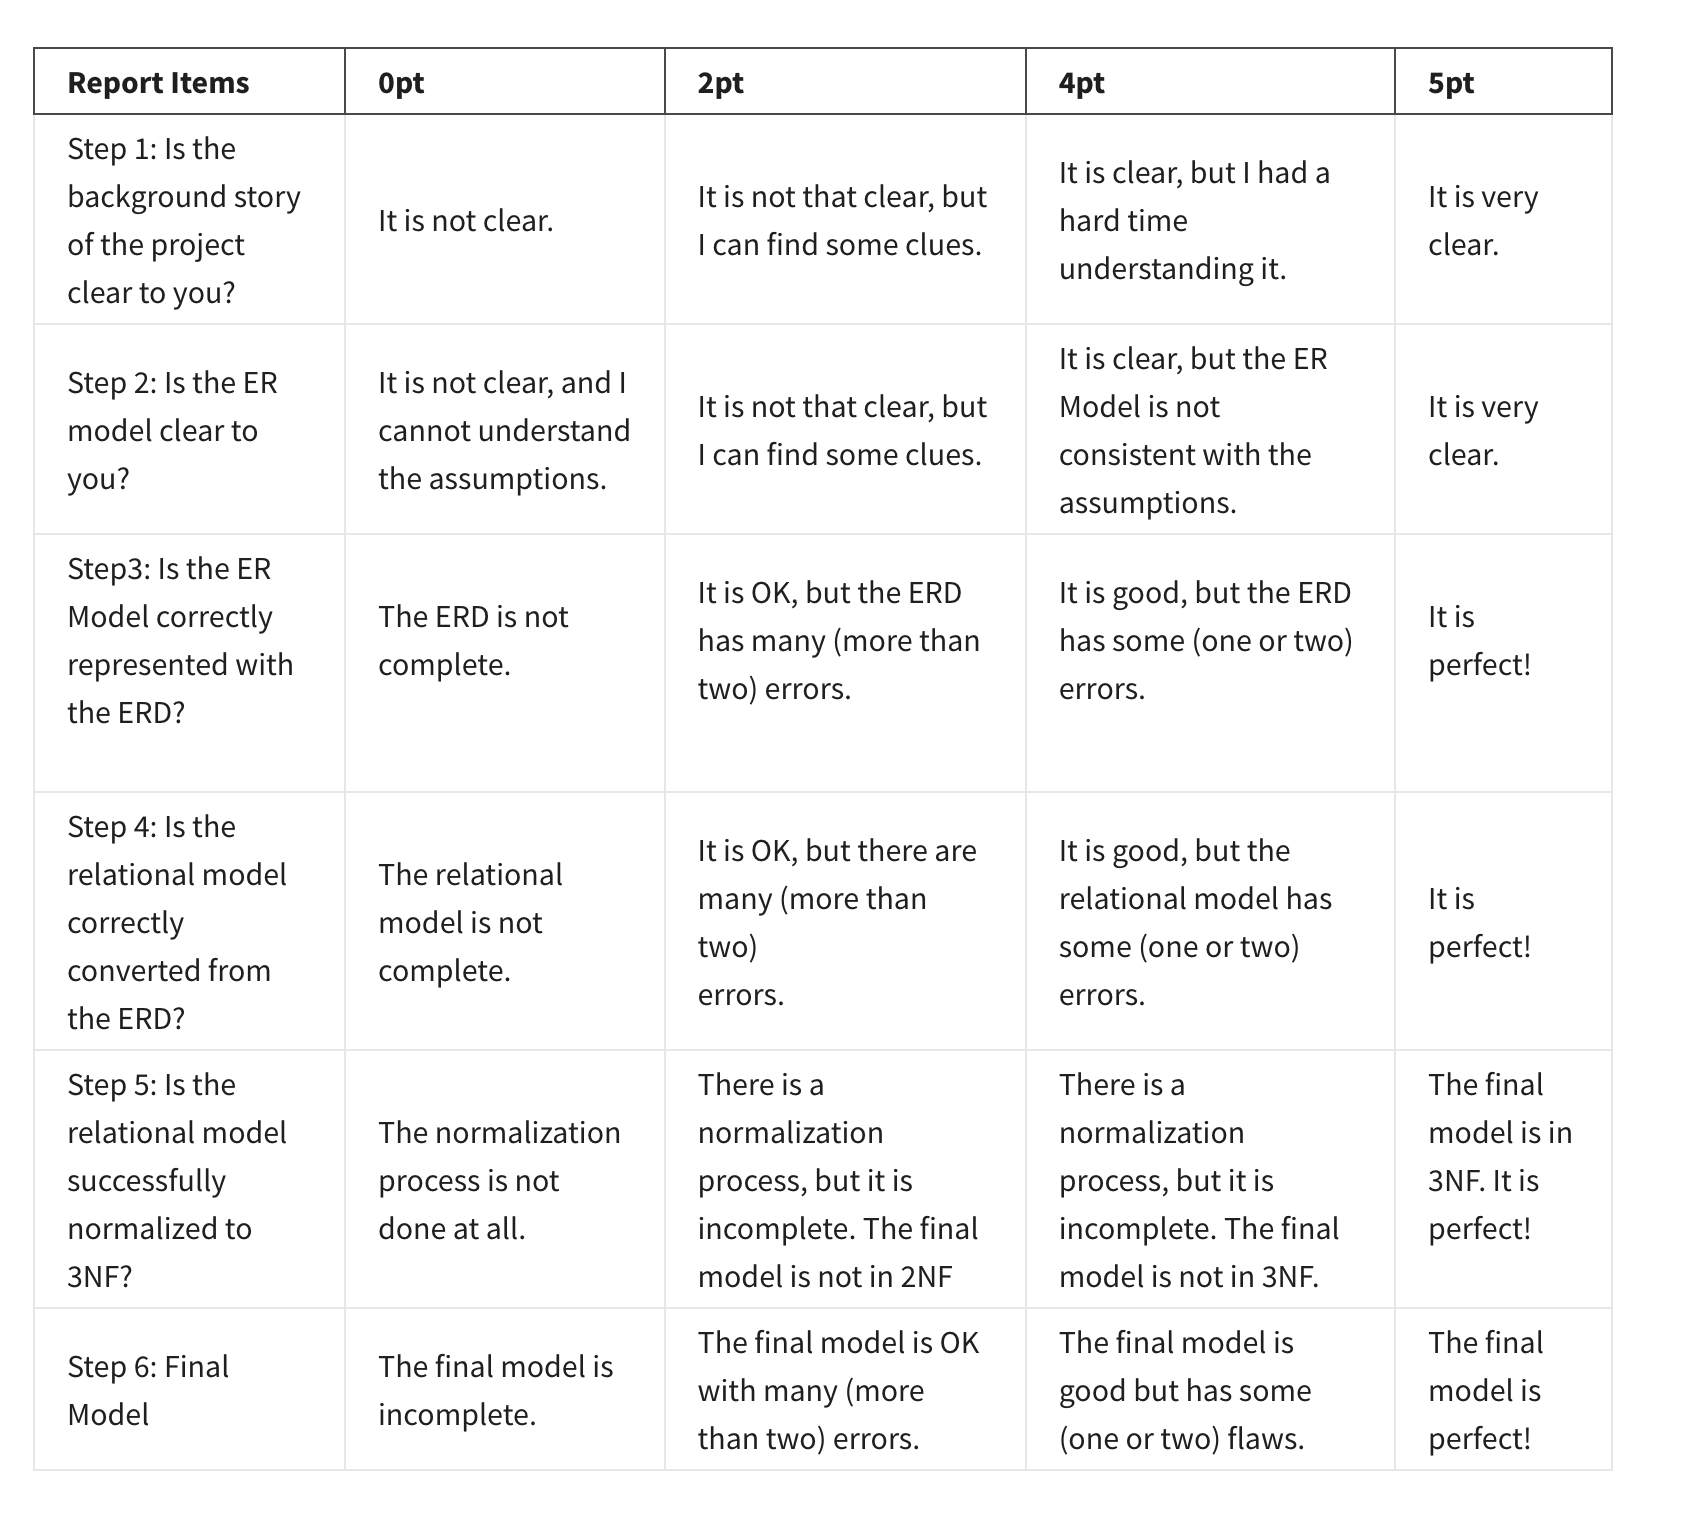 Report Items
0pt
2pt
4pt
5pt
Step 1: Is the
background story
of the project
clear to you?
It is not clear.
It is not that clear, but
I can find some clues.
It is clear, but I had a
hard time
understanding it.
It is very
clear.
Step 2: Is the ER
model clear to
you?
It is not clear, and I
cannot understand
the assumptions.
It is not that clear, but
I can find some clues.
It is clear, but the ER
Model is not
consistent with the
assumptions.
It is very
clear.
Step3: Is the ER
Model correctly
represented with
the ERD?
The ERD is not
complete.
It is OK, but the ERD
has many (more than
two) errors.
It is good, but the ERD
has some (one or two)
errors.
It is
perfect!
Step 4: Is the
relational model
correctly
converted from
the ERD?
The relational
model is not
complete.
It is OK, but there are
many (more than
two)
errors.
It is good, but the
relational model has
some (one or two)
errors.
It is
perfect!
Step 5: Is the
relational model
successfully
normalized to
3NF?
The normalization
process is not
done at all.
There is a
normalization
process, but it is
incomplete. The final
model is not in 2NF
There is a
normalization
process, but it is
incomplete. The final
model is not in 3NF.
The final
model is in
3NF. It is
perfect!
Step 6: Final
Model
The final model is
incomplete.
The final model is OK
with many (more
than two) errors.
The final model is
good but has some
(one or two) flaws.
The final
model is
perfect!